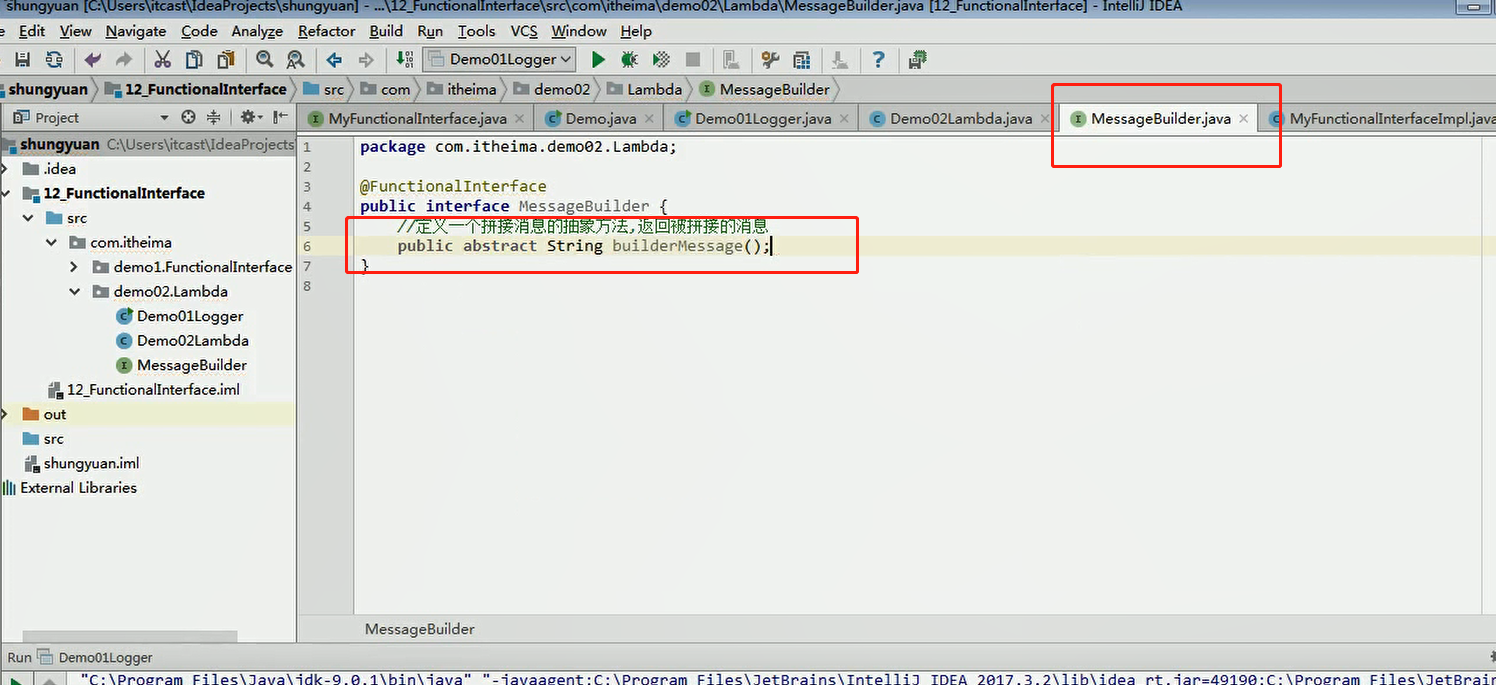 shungyuan [C:\Users\itcast\IdeaProjects\shungyuan] - ...\12_FunctionalInterface\src\com\itheima\demo02\Lambda\MessageBuilder.java [12_FunctionalInterface] - IntelliJ IDEA
Edit View Navigate Code Analyze Refactor Build Run Tools VCS Window Help
Demo01Logger
shungyuan 12_FunctionalInterface src com itheima demo02 Lambda MessageBuilder
Project
MyFunctionalInterface.java Demo.java Demo01Logger.java Demo02Lambda.java MessageBuilder.java MyFunctionalInterfaceImpl.java
shungyuan C:\Users\itcast\IdeaProjects
.idea
12_FunctionalInterface
src
com.itheima
demo1.FunctionalInterface
demo02.Lambda
Demo01Logger
Demo02Lambda
MessageBuilder
12_FunctionalInterface.iml
out
src
shungyuan.iml
External Libraries
1 package com.itheima.demo02.Lambda;
2
3 @FunctionalInterface
4 public interface MessageBuilder {
5 //定义一个拼接消息的抽象方法,返回被拼接的消息
6 public abstract String builderMessage();
7 }
8
MessageBuilder
Run Demo01Logger
"C:\Program Files\Java\jdk-9.0.1\bin\java" "-javaagent:C:\Program Files\JetBrains\IntelliJ IDEA 2017.3.2\lib\idea_rt.jar=49190:C:\Program Files\JetBrains